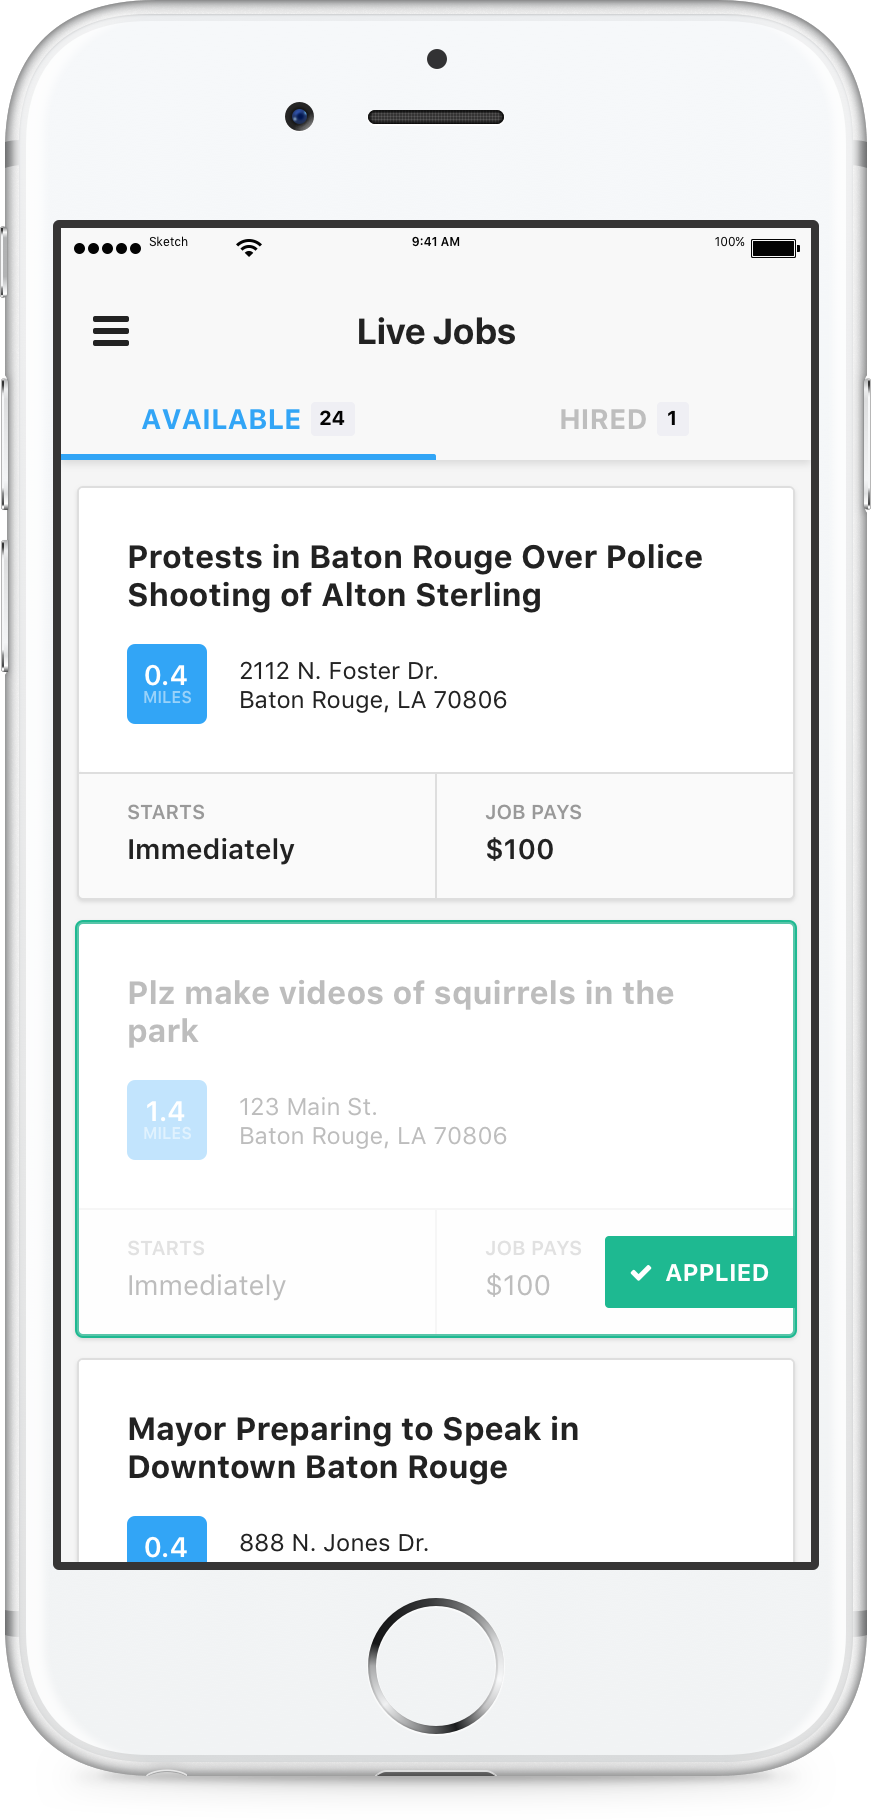 Sketch 9:41 AM 100%
Live Jobs
AVAILABLE 24 HIRED 1
Protests in Baton Rouge Over Police
Shooting of Alton Sterling
0.4
MILES
2112 N. Foster Dr.
Baton Rouge, LA 70806
STARTS
Immediately
JOB PAYS
$100
Plz make videos of squirrels in the
park
1.4
MILES
123 Main St.
Baton Rouge, LA 70806
STARTS
Immediately
JOB PAYS
$100
APPLIED
Mayor Preparing to Speak in
Downtown Baton Rouge
0.4
888 N. Jones Dr.